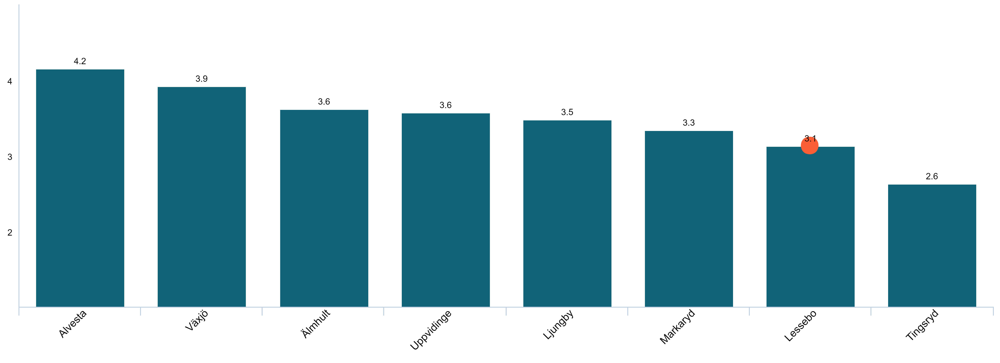 4.2
3.9
3.6
3.6
3.5
3.3
3.1
2.6
4
3
2
Alvesta
Växjö
Älmhult
Uppvidinge
Ljungby
Markaryd
Lessebo
Tingsryd